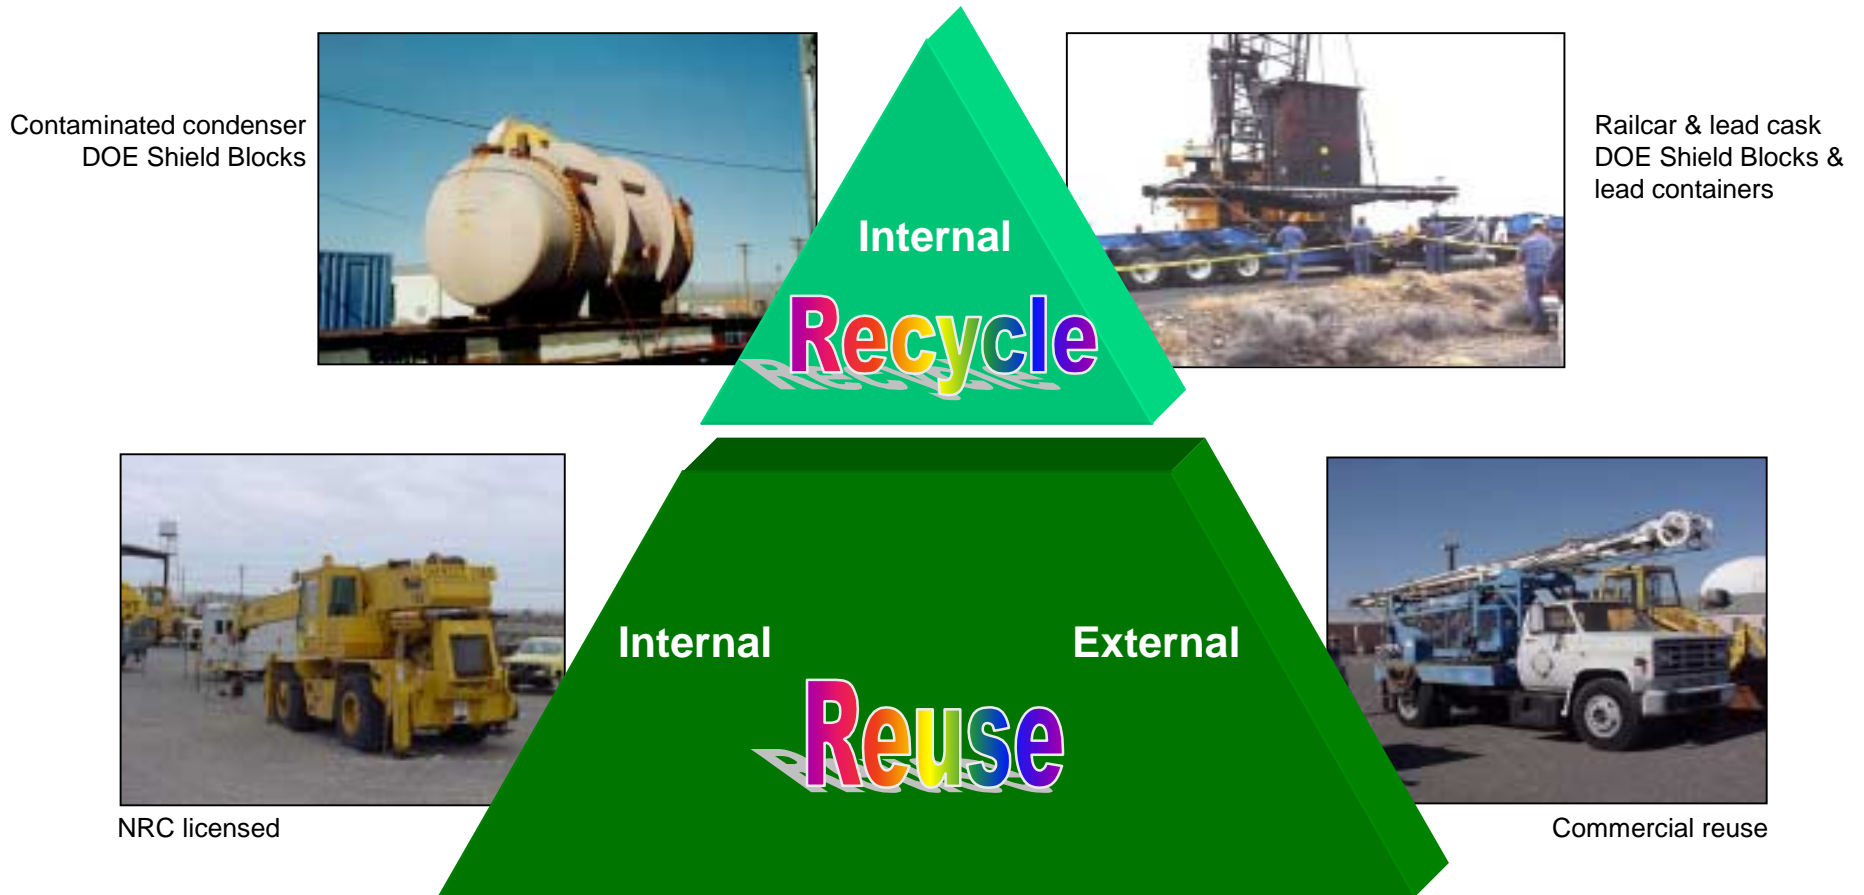 Contaminated condenser
DOE Shield Blocks
Railcar & lead cask
DOE Shield Blocks &
lead containers
Internal
Recycle
Internal
External
Reuse
NRC licensed
Commercial reuse